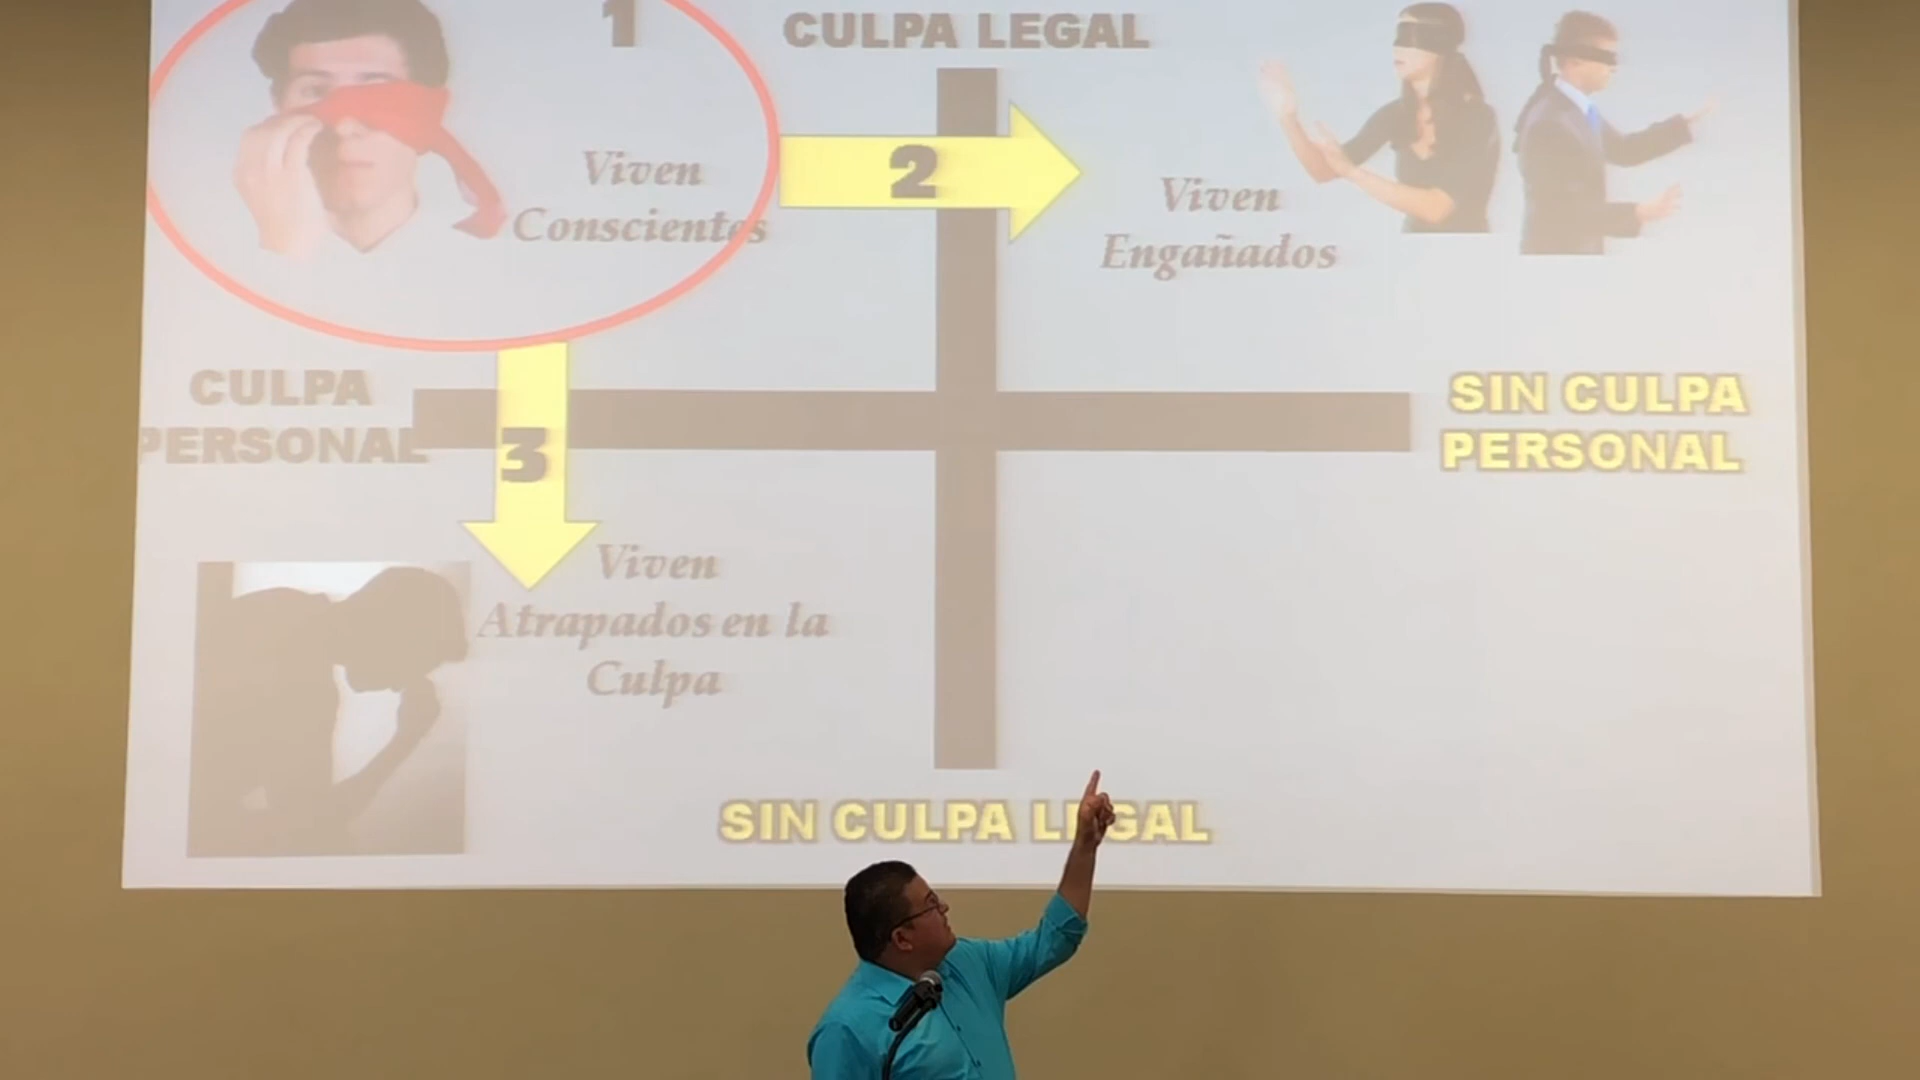 1
CULPA LEGAL
2
Viven
Conscientes
Viven
Engañados
CULPA
PERSONAL
SIN CULPA
PERSONAL
3
Viven
Atrapados en la
Culpa
SIN CULPA LEGAL